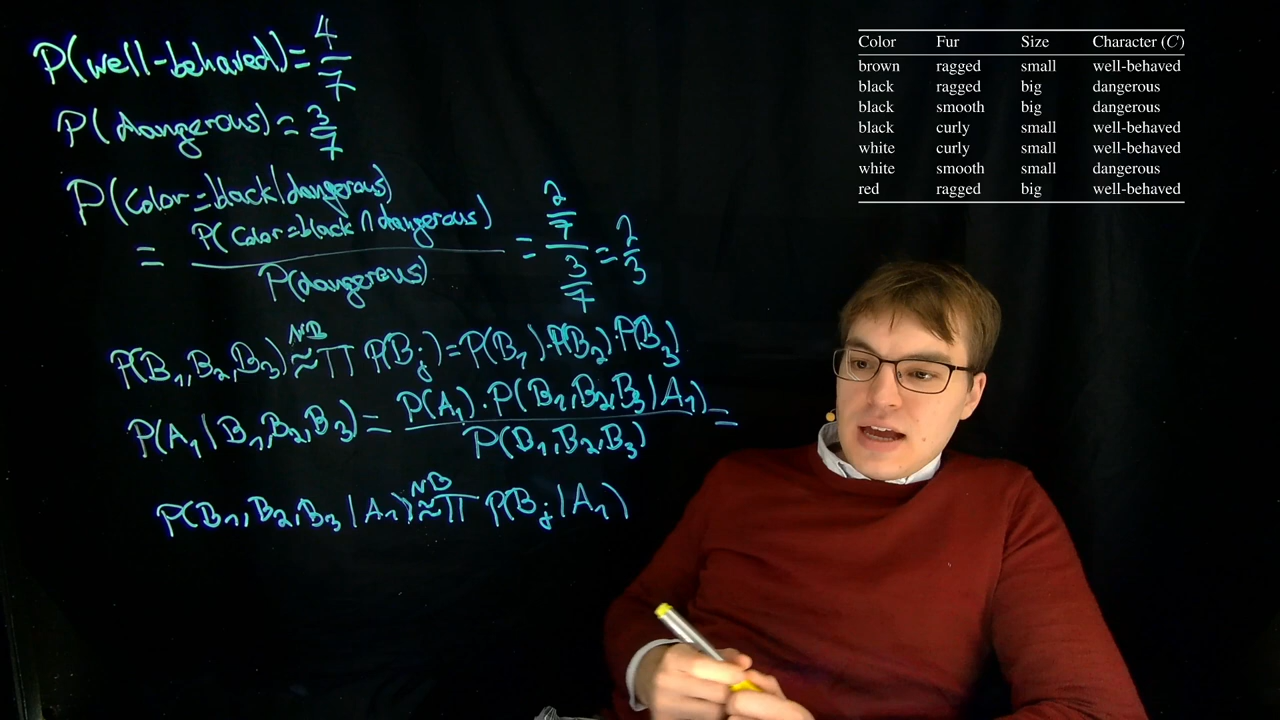 P(well-behaved) = 4/7
P(dangerous) = 3/7
P(Color=black|dangerous)
= P(Color=black ∩ dangerous) / P(dangerous) = 2/7 / 3/7 = 2/3
P(B₁,B₂,B₃) ≈^NB ∏ P(B_j) = P(B₁)·P(B₂)·P(B₃)
P(A₁|B₁,B₂,B₃) = P(A₁)·P(B₁,B₂,B₃|A₁) / P(B₁,B₂,B₃) =
P(B₁,B₂,B₃|A₁) ≈^NB ∏ P(B_j|A₁)
Color Fur Size Character (C)
brown ragged small well-behaved
black ragged big dangerous
black smooth big dangerous
black curly small well-behaved
white curly small well-behaved
white smooth small dangerous
red ragged big well-behaved